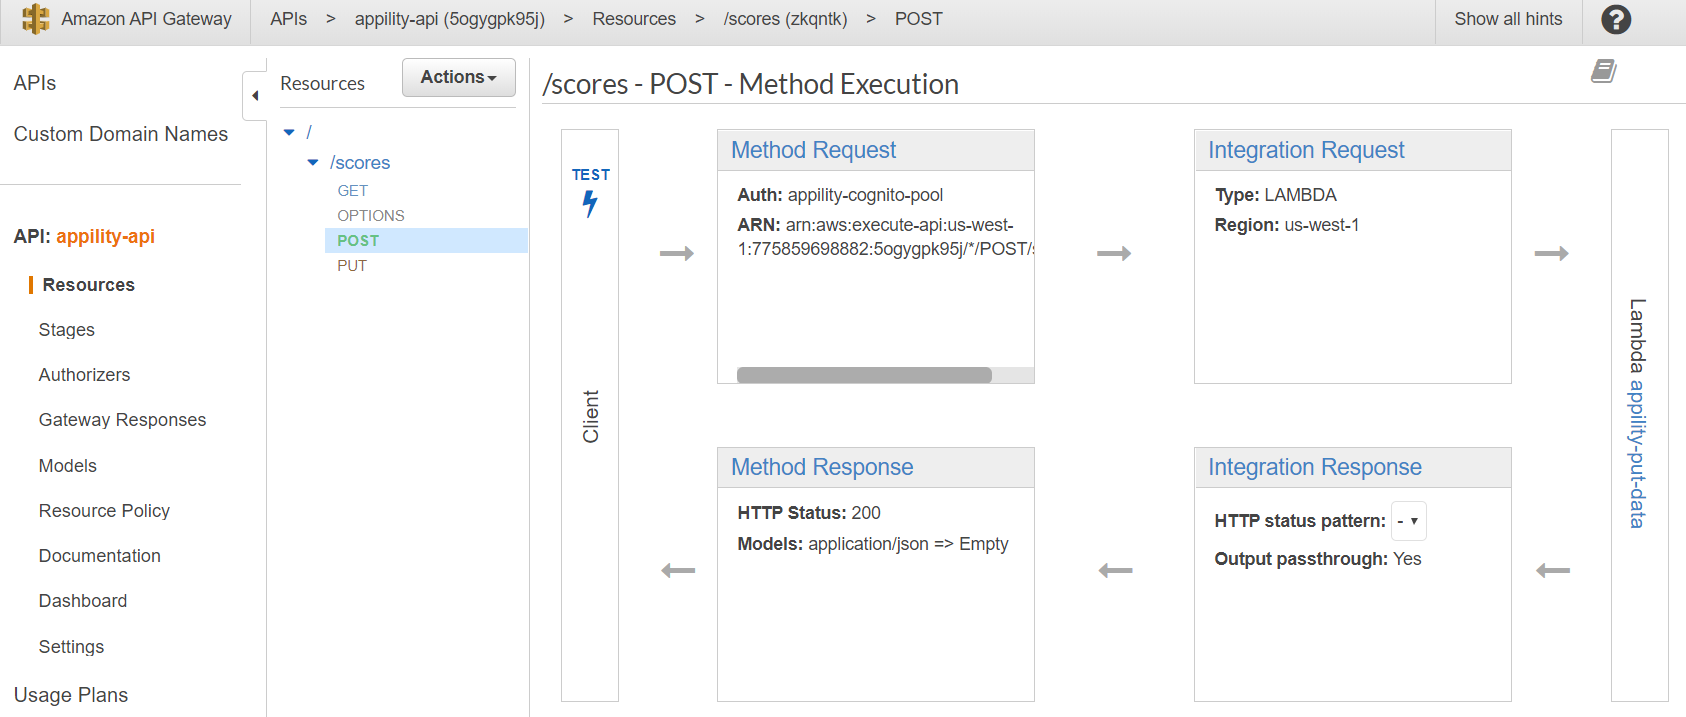 Amazon API Gateway
APIs > appility-api (5ogygpk95j) > Resources > /scores (zkqntk) > POST
Show all hints
?
APIs
Custom Domain Names
API: appility-api
Resources
Stages
Authorizers
Gateway Responses
Models
Resource Policy
Documentation
Dashboard
Settings
Usage Plans
Resources
Actions
/
/scores
GET
OPTIONS
POST
PUT
/scores - POST - Method Execution
TEST
Client
Method Request
Auth: appility-cognito-pool
ARN: arn:aws:execute-api:us-west-
1:775859698882:5ogygpk95j/*/POST/
Integration Request
Type: LAMBDA
Region: us-west-1
Lambda appility-put-data
Method Response
HTTP Status: 200
Models: application/json => Empty
Integration Response
HTTP status pattern: -
Output passthrough: Yes